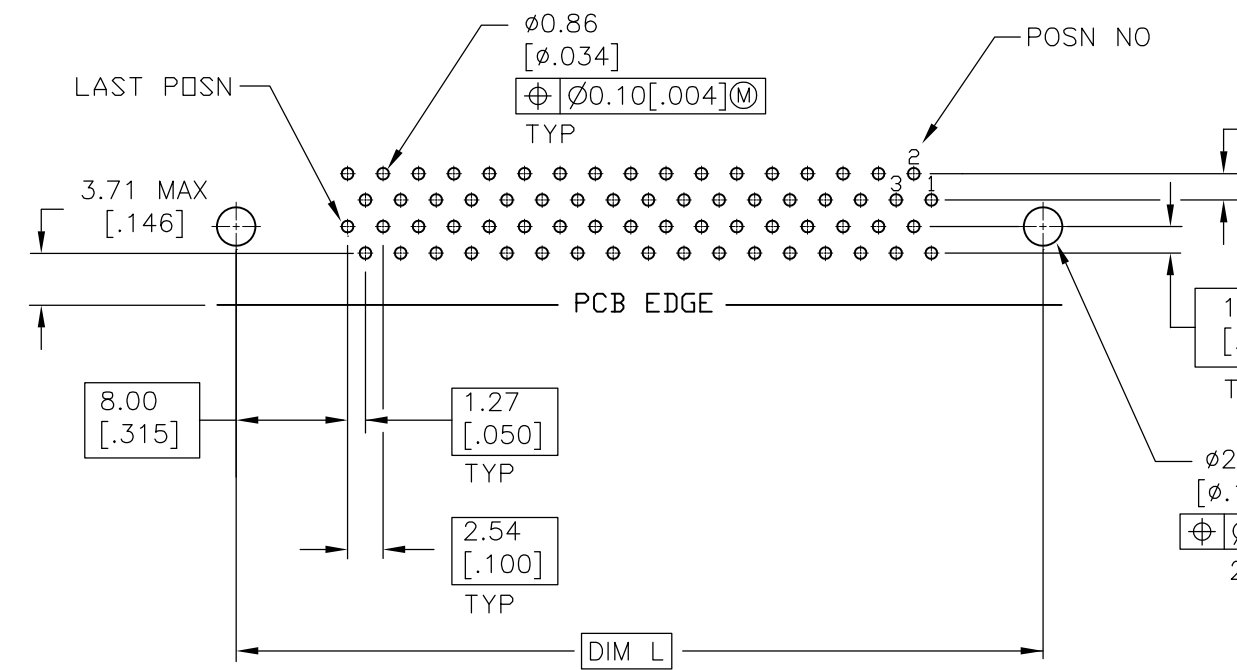 ø0.86
[ø.034]
⌖ Ø0.10[.004]Ⓜ
TYP
POSN NO
LAST POSN
2
3 1
3.71 MAX
[.146]
PCB EDGE
8.00
[.315]
1.27
[.050]
TYP
2.54
[.100]
TYP
DIM L